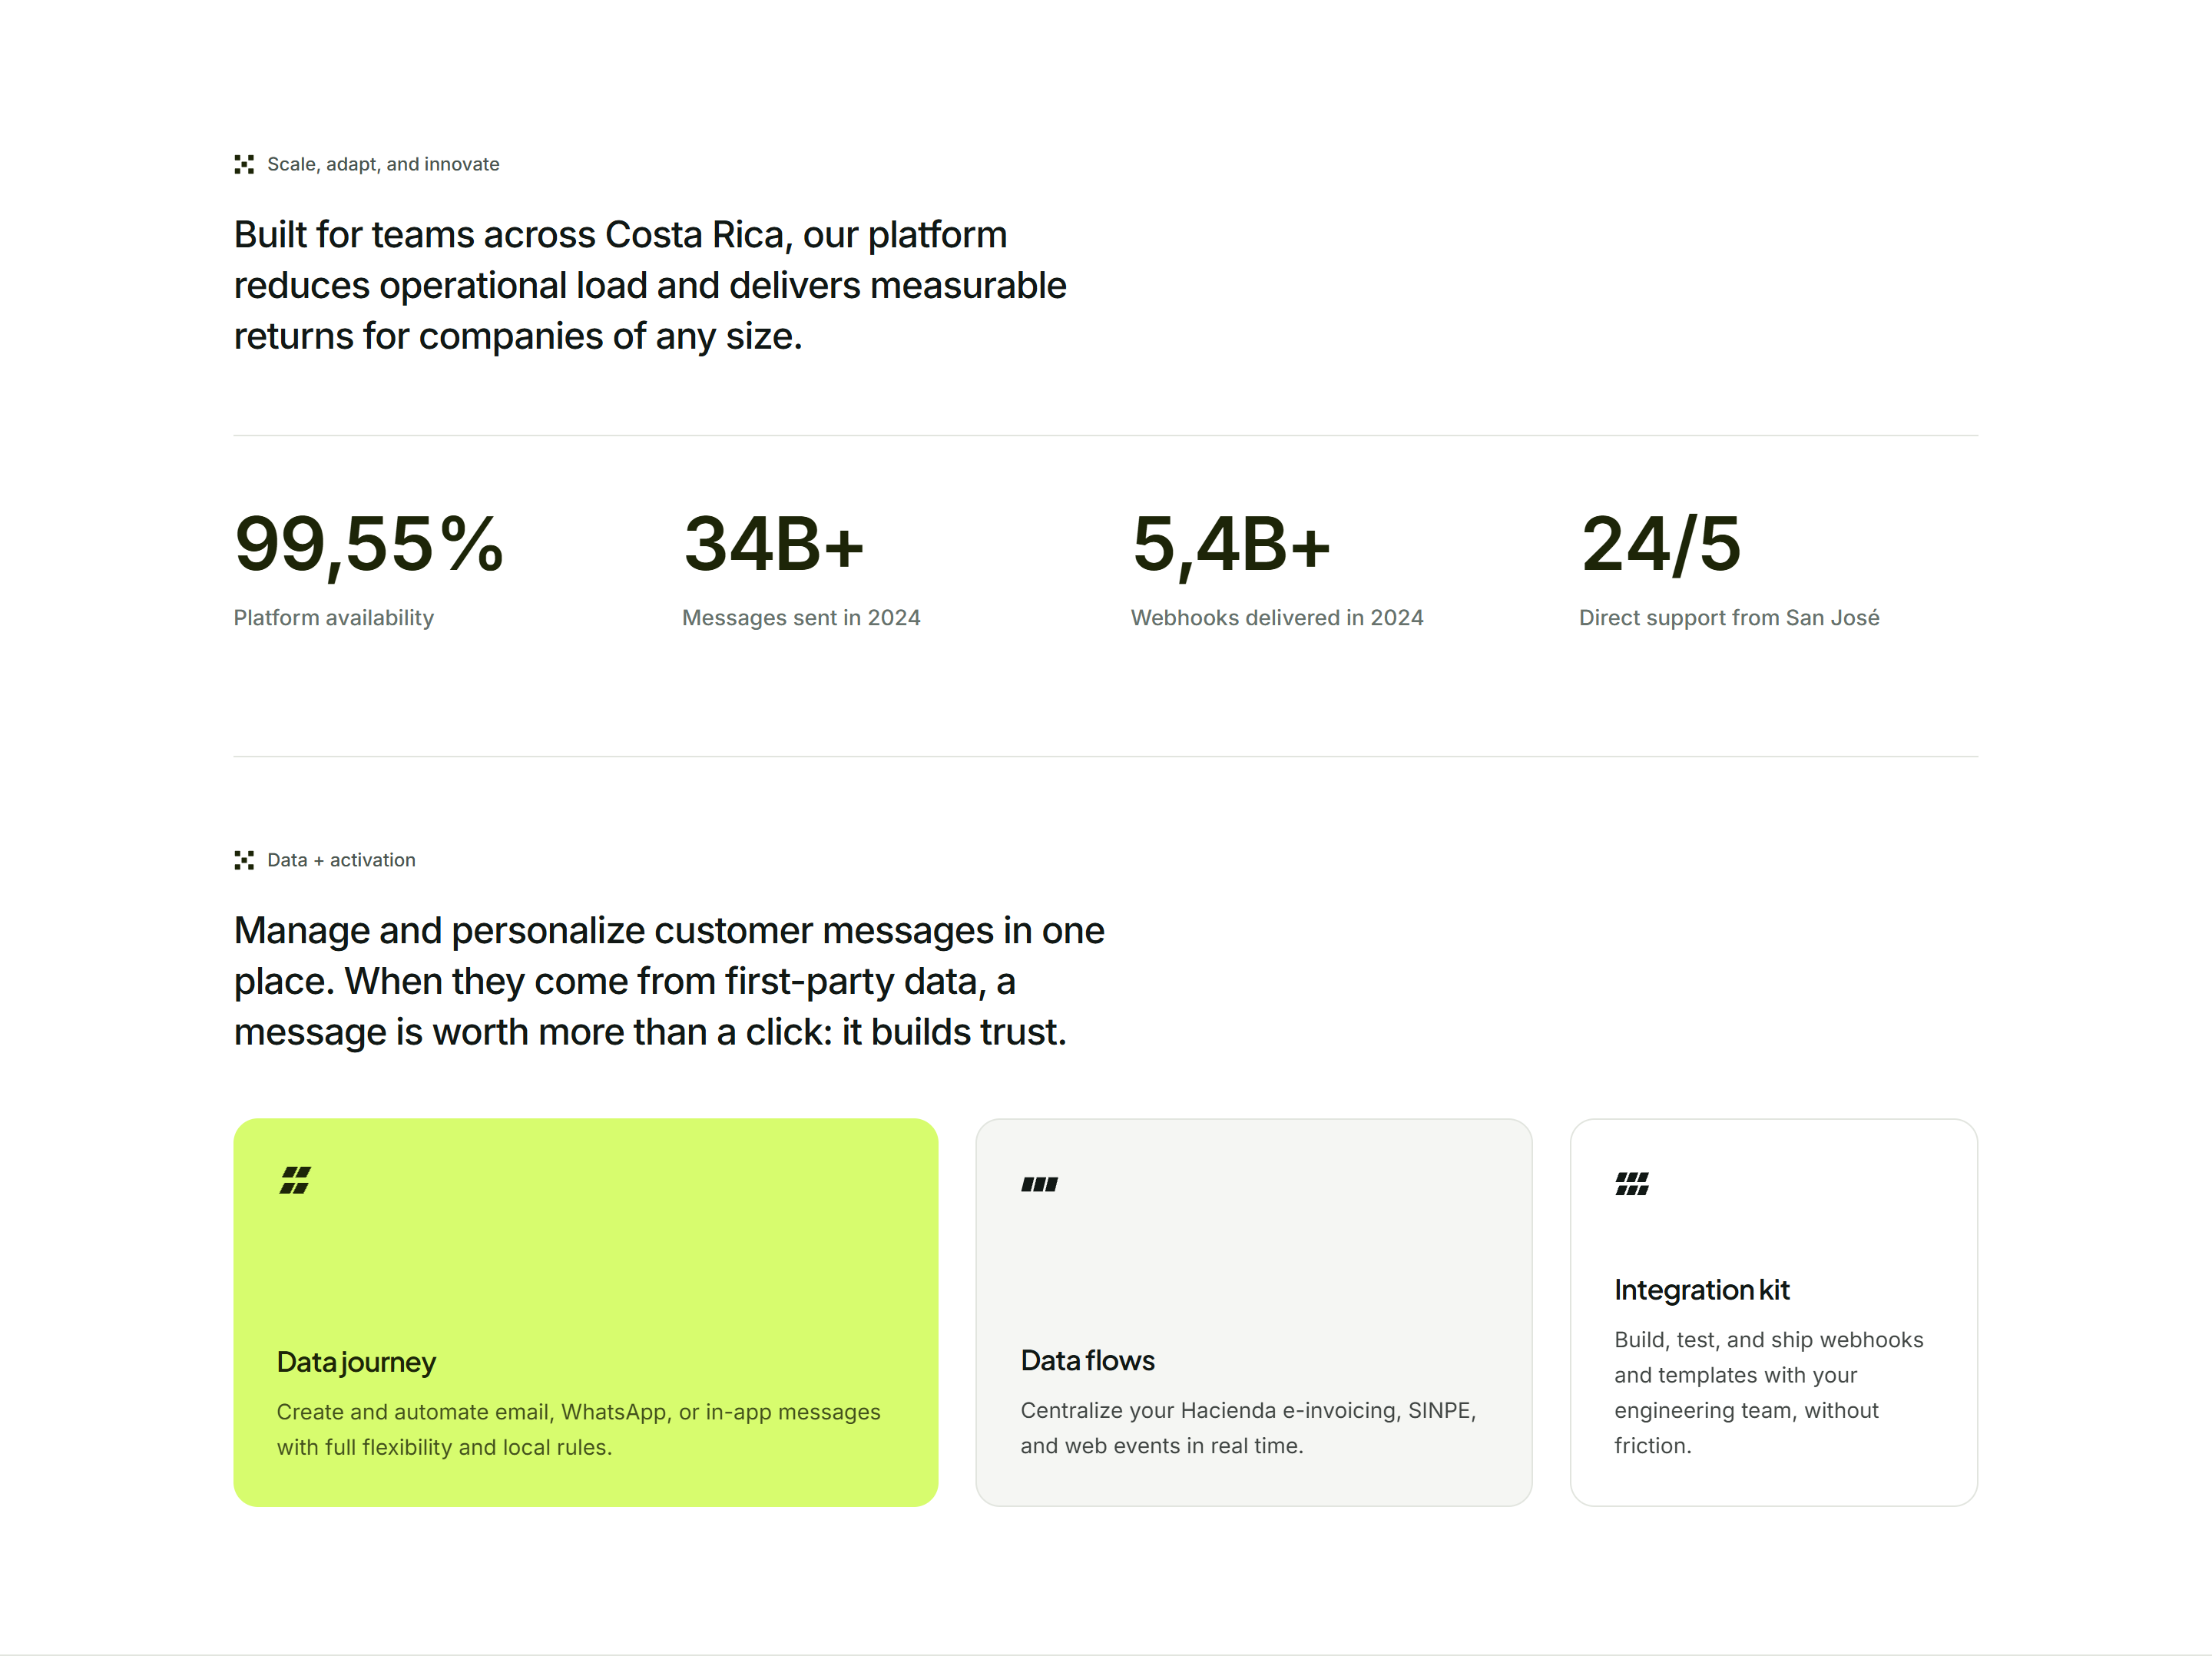 Scale, adapt, and innovate
Built for teams across Costa Rica, our platform
reduces operational load and delivers measurable
returns for companies of any size.
99,55%
34B+
5,4B+
24/5
Platform availability
Messages sent in 2024
Webhooks delivered in 2024
Direct support from San José
Data + activation
Manage and personalize customer messages in one
place. When they come from first-party data, a
message is worth more than a click: it builds trust.
Data journey
Create and automate email, WhatsApp, or in-app messages
with full flexibility and local rules.
Data flows
Centralize your Hacienda e-invoicing, SINPE,
and web events in real time.
Integration kit
Build, test, and ship webhooks
and templates with your
engineering team, without
friction.